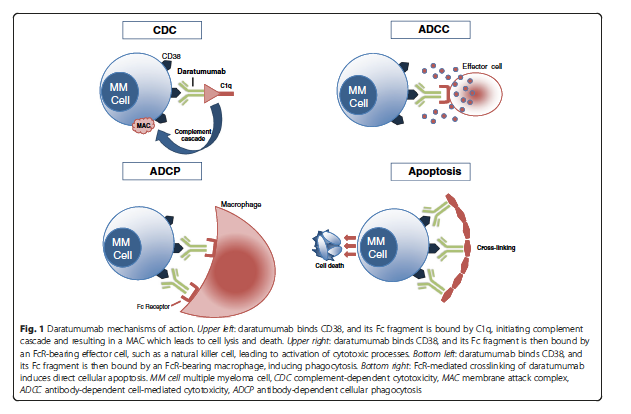 CDC
CD38
Daratumumab
C1q
MM
Cell
MAC
Complement
cascade
ADCC
Effector cell
MM
Cell
ADCP
Macrophage
MM
Cell
Fc Receptor
Apoptosis
MM
Cell
Cell death
Cross-linking
Fig. 1 Daratumumab mechanisms of action. Upper left: daratumumab binds CD38, and its Fc fragment is bound by C1q, initiating complement
cascade and resulting in a MAC which leads to cell lysis and death. Upper right: daratumumab binds CD38, and its Fc fragment is then bound by
an FcR-bearing effector cell, such as a natural killer cell, leading to activation of cytotoxic processes. Bottom left: daratumumab binds CD38, and
its Fc fragment is then bound by an FcR-bearing macrophage, inducing phagocytosis. Bottom right: FcR-mediated crosslinking of daratumumab
induces direct cellular apoptosis. MM cell multiple myeloma cell, CDC complement-dependent cytotoxicity, MAC membrane attack complex,
ADCC antibody-dependent cell-mediated cytotoxicity, ADCP antibody-dependent cellular phagocytosis